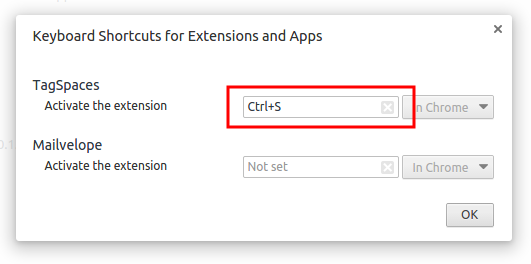 Keyboard Shortcuts for Extensions and Apps
TagSpaces
Activate the extension Ctrl+S In Chrome
Mailvelope
Activate the extension Not set In Chrome
OK